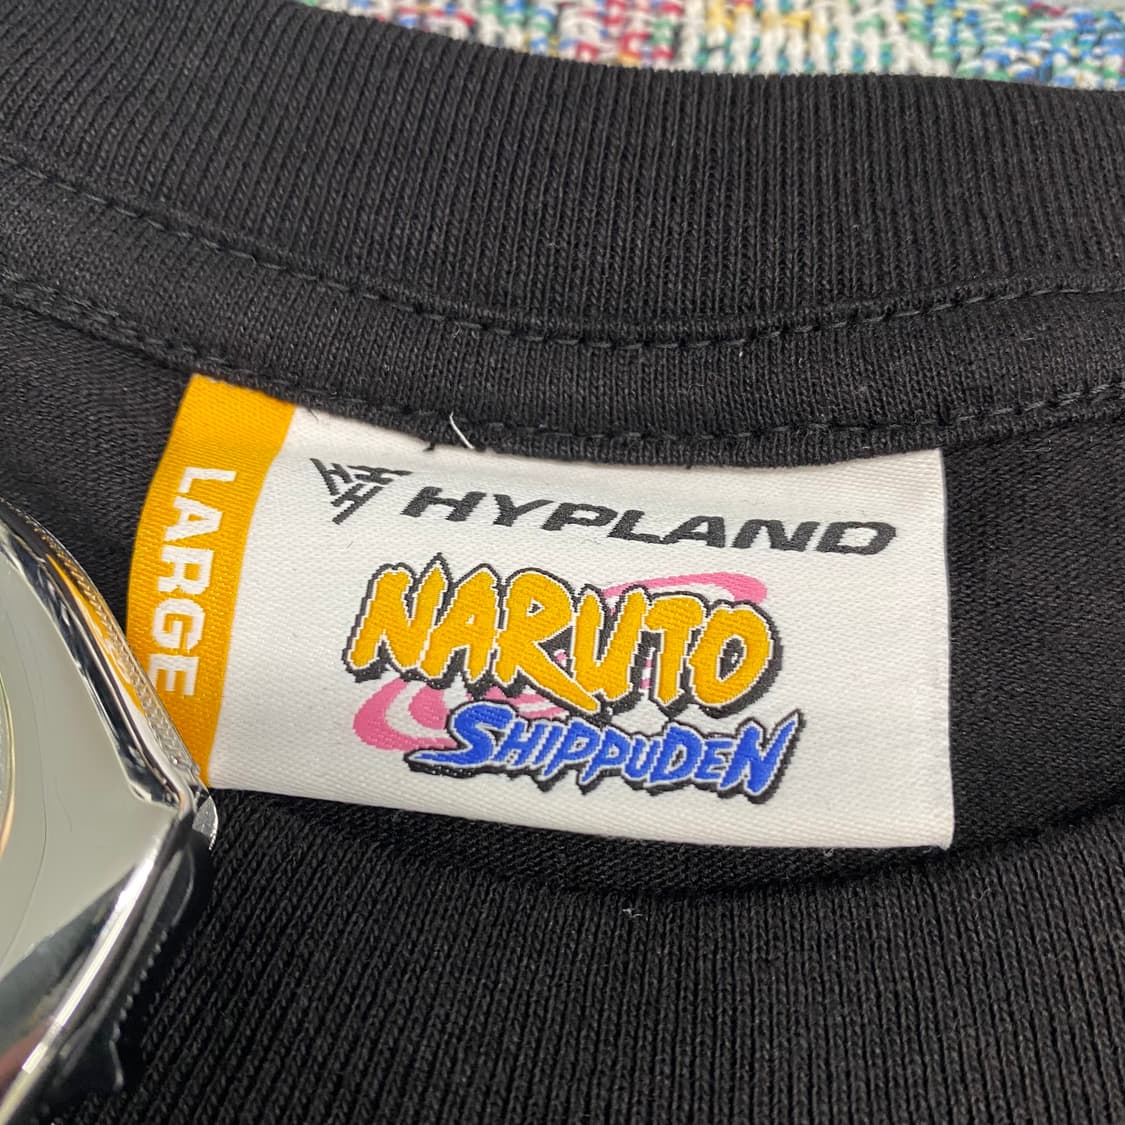 LARGE
HYPLAND
NARUTO
SHIPPUDEN